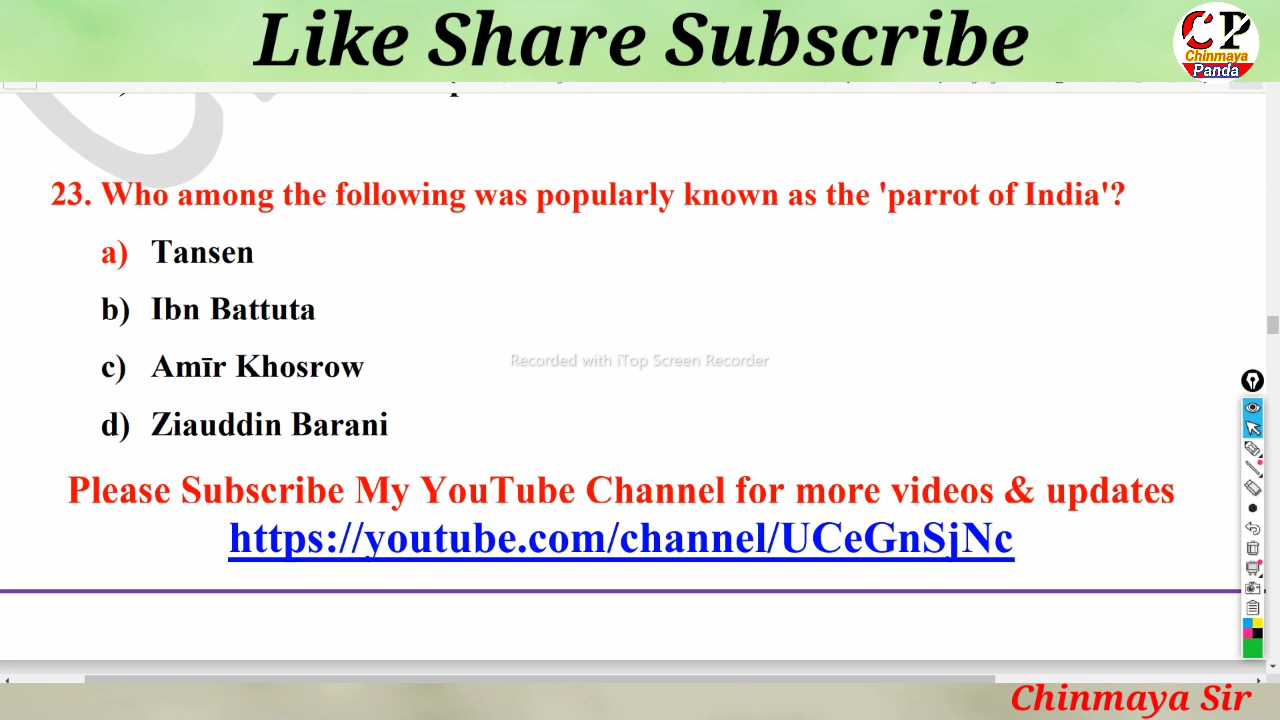 Like Share Subscribe
CP
Chinmaya
Panda
23. Who among the following was popularly known as the 'parrot of India'?
a) Tansen
b) Ibn Battuta
c) Amīr Khosrow
Recorded with iTop Screen Recorder
d) Ziauddin Barani
Please Subscribe My YouTube Channel for more videos & updates
https://youtube.com/channel/UCeGnSjNc
Chinmaya Sir